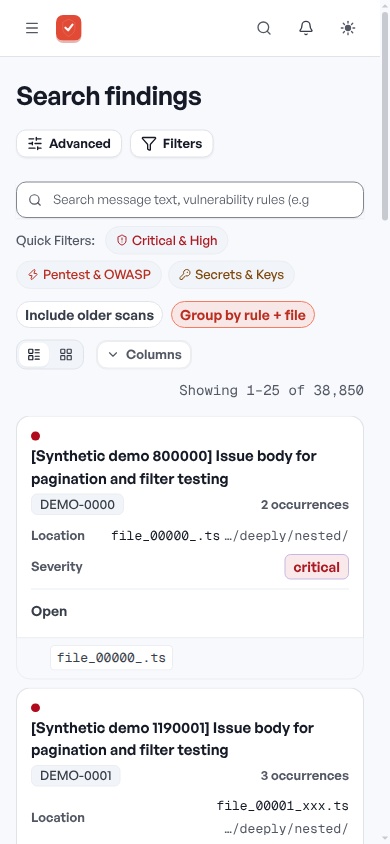 Search findings
Advanced
Filters
Search message text, vulnerability rules (e.g
Quick Filters:
Critical & High
Pentest & OWASP
Secrets & Keys
Include older scans
Group by rule + file
Columns
Showing 1–25 of 38,850
[Synthetic demo 800000] Issue body for
pagination and filter testing
DEMO-0000
2 occurrences
Location
file_00000_.ts …/deeply/nested/
Severity
critical
Open
file_00000_.ts
[Synthetic demo 1190001] Issue body for
pagination and filter testing
DEMO-0001
3 occurrences
Location
file_00001_xxx.ts
…/deeply/nested/